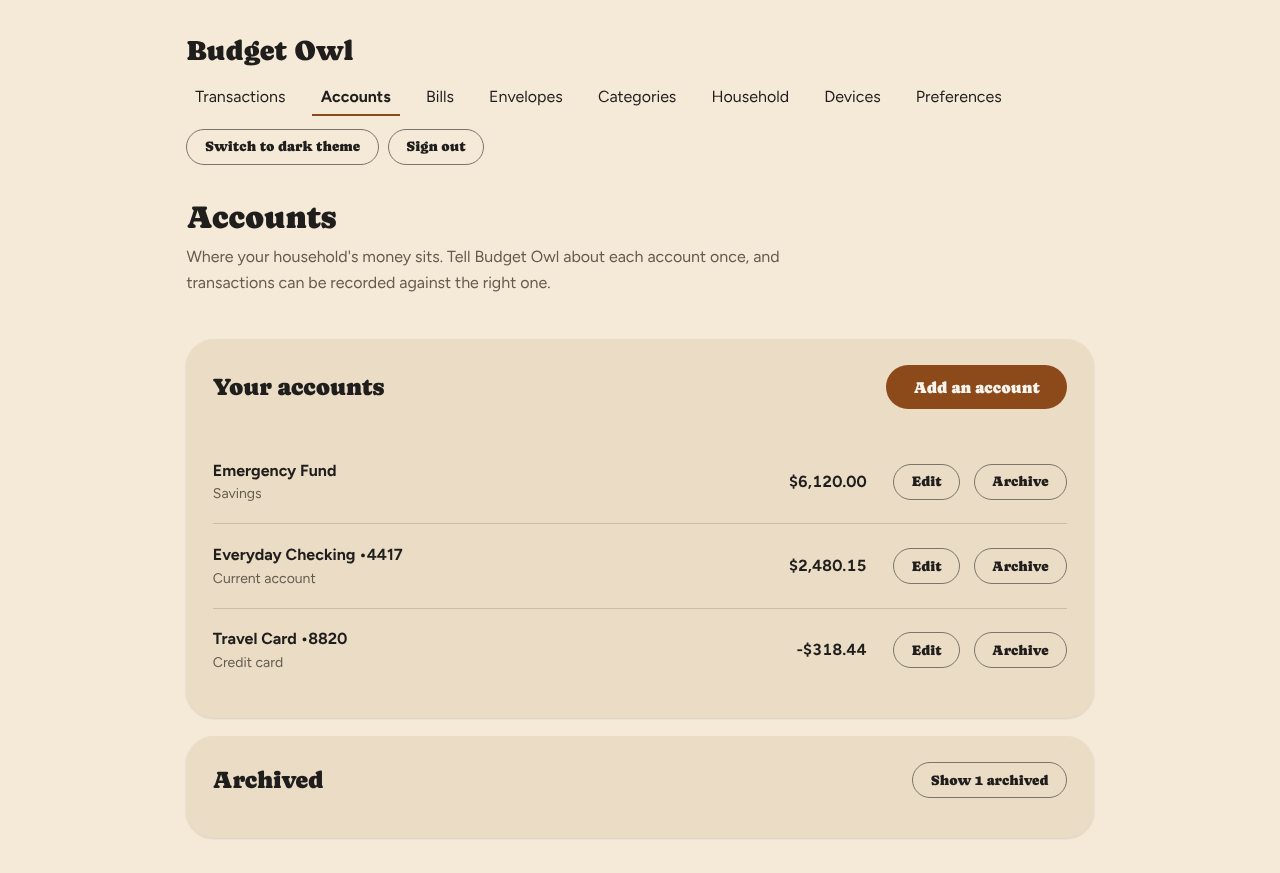 Budget Owl
Transactions Accounts Bills Envelopes Categories Household Devices Preferences
Switch to dark theme Sign out
Accounts
Where your household's money sits. Tell Budget Owl about each account once, and
transactions can be recorded against the right one.
Your accounts Add an account
Emergency Fund
Savings
$6,120.00 Edit Archive
Everyday Checking •4417
Current account
$2,480.15 Edit Archive
Travel Card •8820
Credit card
-$318.44 Edit Archive
Archived Show 1 archived